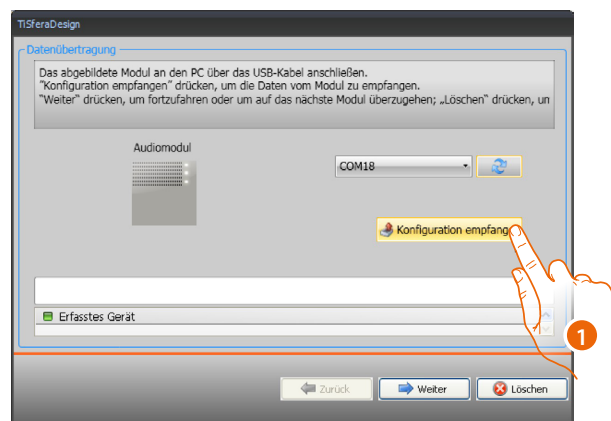 TiSferaDesign
Datenübertragung
Das abgebildete Modul an den PC über das USB-Kabel anschließen.
"Konfiguration empfangen" drücken, um die Daten vom Modul zu
empfangen.
"Weiter" drücken, um fortzufahren oder um auf das nächste Modul überzugehen; „Löschen" drücken, un
Audiomodul
COM18
Konfiguration empfang
Erfasstes Gerät
1
Zurück
Weiter
Löschen